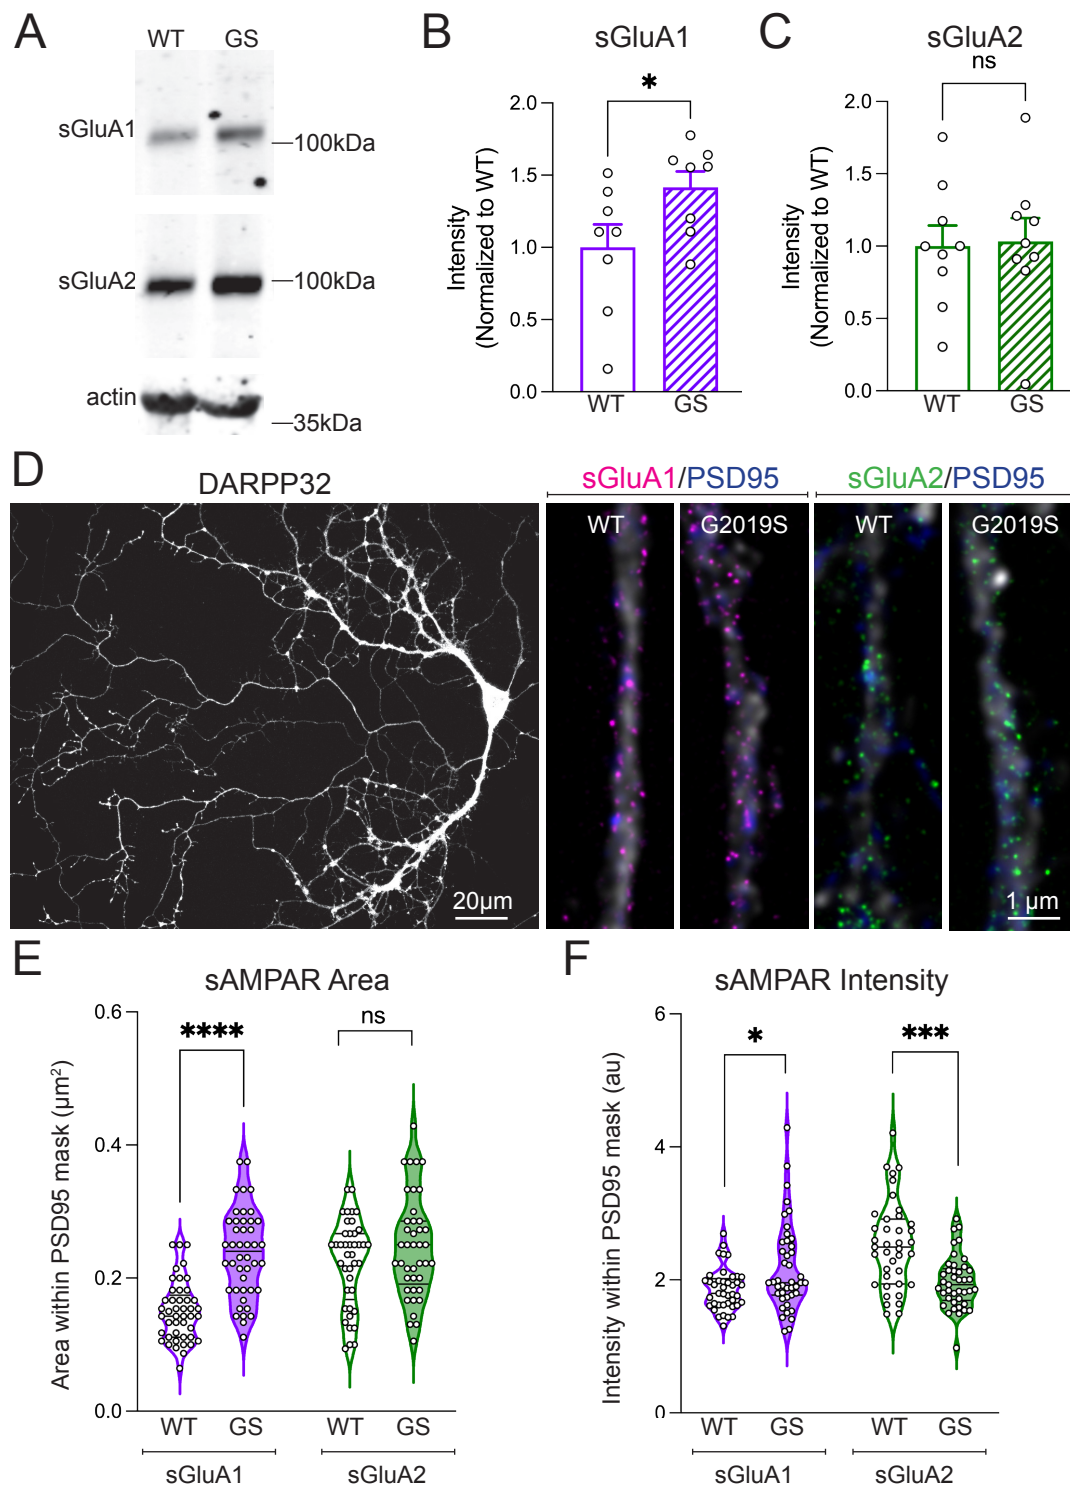 A
WT GS
sGluA1
100kDa
sGluA2
100kDa
actin
35kDa
B
sGluA1
*
2.0
1.5
1.0
0.5
0.0
Intensity
(Normalized to WT)
WT GS
C
sGluA2
ns
2.0
1.5
1.0
0.5
0.0
Intensity
(Normalized to WT)
WT GS
D
DARPP32
20µm
sGluA1/PSD95
WT
G2019S
sGluA2/PSD95
WT
G2019S
1 µm
E
sAMPAR Area
**** ns
0.6
0.4
0.2
0.0
Area within PSD95 mask (µm²)
WT GS WT GS
sGluA1 sGluA2
F
sAMPAR Intensity
* ***
6
4
2
0
Intensity within PSD95 mask (au)
WT GS WT GS
sGluA1 sGluA2